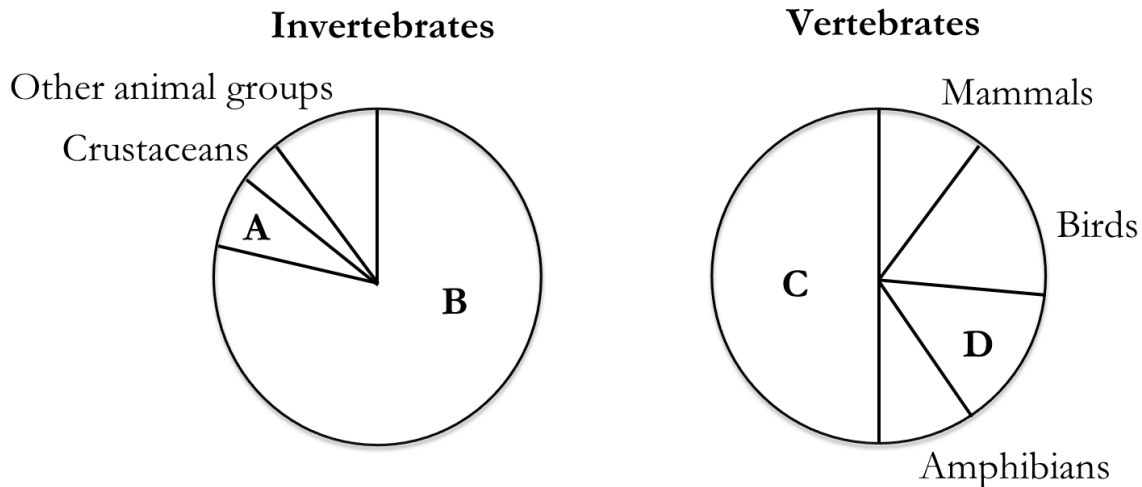 Invertebrates
Other animal groups
Crustaceans
A
B
Vertebrates
Mammals
Birds
C
D
Amphibians